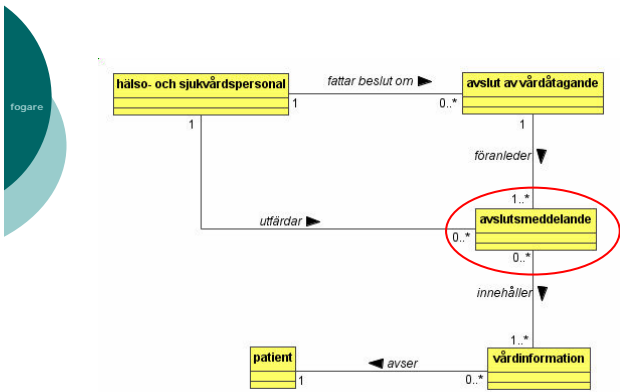 fogare
hälso- och sjukvårdspersonal
fattar beslut om
avslut av vårdåtagande
1
0..*
1
1
föranleder
1..*
avslutsmeddelande
utfärdar
0..*
0..*
innehåller
1..*
patient
avser
vårdinformation
1
0..*